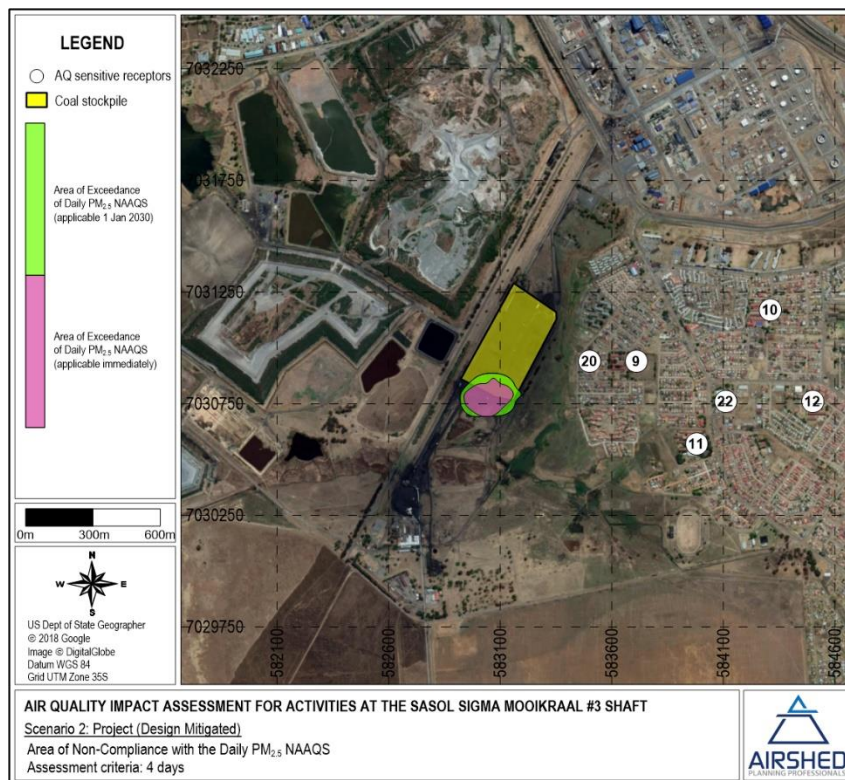 LEGEND
AQ sensitive receptors
Coal stockpile
Area of Exceedance
of Daily PM2.5 NAAQS
(applicable 1 Jan 2030)
Area of Exceedance
of Daily PM2.5 NAAQS
(applicable immediately)
0m 300m 600m
N
W E
S
US Dept of State Geographer
© 2018 Google
Image © DigitalGlobe
Datum WGS 84
Grid UTM Zone 35S
7032250
7031750
7031250
10
20 9
7030750
22 12
11
7030250
7029750
582100 582600 583100 583600 584100 584600
AIR QUALITY IMPACT ASSESSMENT FOR ACTIVITIES AT THE SASOL SIGMA MOOIKRAAL #3 SHAFT
Scenario 2: Project (Design Mitigated)
Area of Non-Compliance with the Daily PM2.5 NAAQS
Assessment criteria: 4 days
AIRSHED
PLANNING PROFESSIONALS